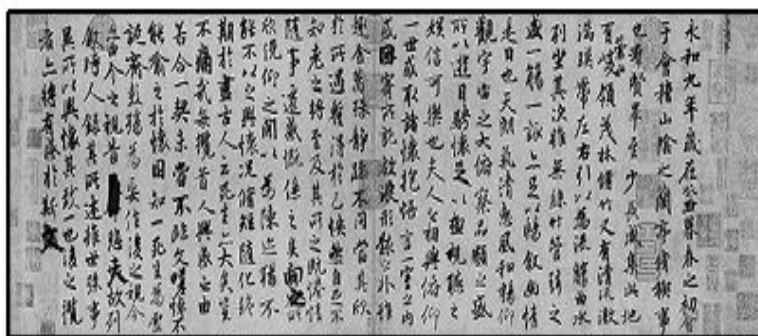 永和九年歲在癸丑暮春之初會
于會稽山陰之蘭亭脩稧事
也羣賢畢至少長咸集此地
有崇山峻領茂林脩竹又有清流激
湍暎帶左右引以為流觴曲水
列坐其次雖無絲竹管弦之
盛一觴一詠亦足以暢敘幽情
是日也天朗氣清惠風和暢仰
觀宇宙之大俯察品類之盛
所以遊目騁懷足以極視聽之
娛信可樂也夫人之相與俯仰
一世或取諸懷抱悟言一室之內
或因寄所託放浪形骸之外雖
趣舍萬殊靜躁不同當其欣
於所遇暫得於己怏然自足不
知老之將至及其所之既惓情
隨事遷感慨係之矣向之所
欣俛仰之閒以為陳迹猶不
能不以之興懷況脩短隨化終
期於盡古人云死生亦大矣豈
不痛哉每攬昔人興感之由
若合一契未嘗不臨文嗟悼不
能喻之於懷固知一死生為虛
誕齊彭殤為妄作後之視今
亦由今之視昔悲夫故列
敘時人錄其所述雖世殊事
異所以興懷其致一也後之攬
者亦將有感於斯文